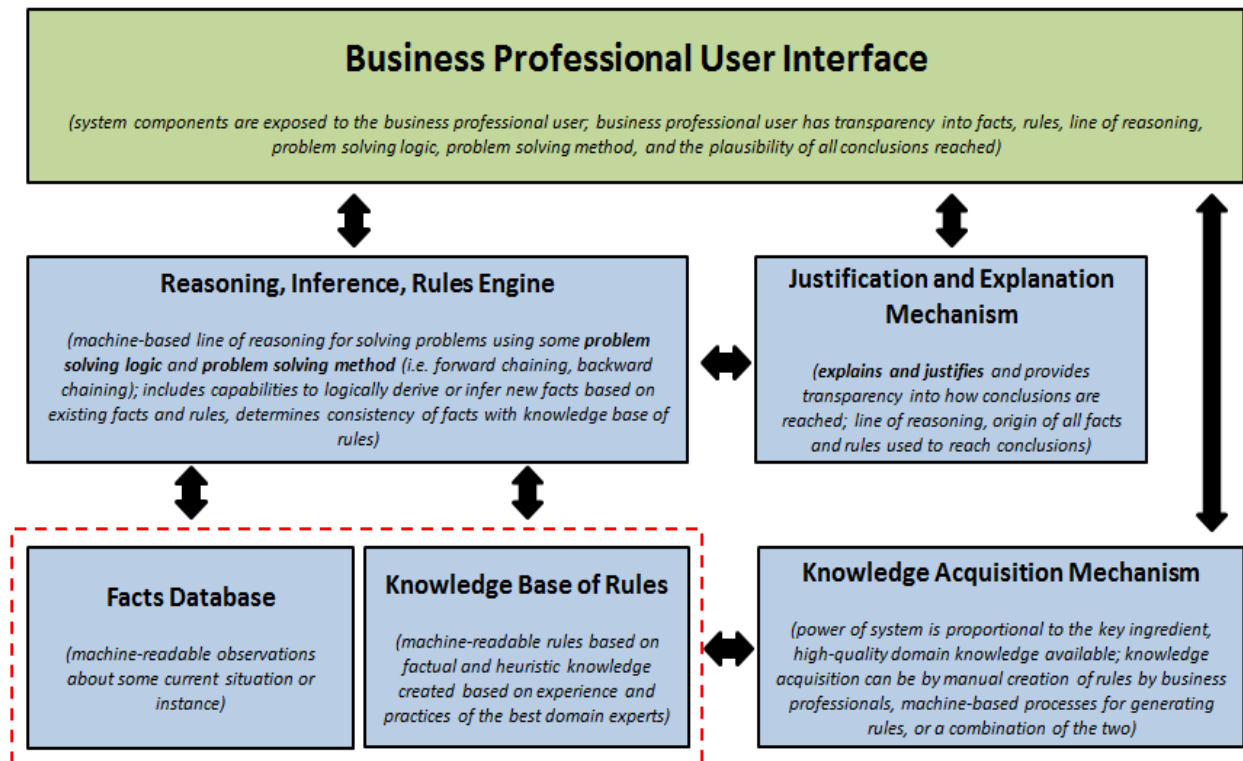 Business Professional User Interface
(system components are exposed to the business professional user; business professional user has transparency into facts, rules, line of reasoning,
problem solving logic, problem solving method, and the plausibility of all conclusions reached)
Reasoning, Inference, Rules Engine
(machine-based line of reasoning for solving problems using some problem
solving logic and problem solving method (i.e. forward chaining, backward
chaining); includes capabilities to logically derive or infer new facts based on
existing facts and rules, determines consistency of facts with knowledge base of
rules)
Justification and Explanation
Mechanism
(explains and justifies and provides
transparency into how conclusions are
reached; line of reasoning, origin of all facts
and rules used to reach conclusions)
Facts Database
(machine-readable observations
about some current situation or
instance)
Knowledge Base of Rules
(machine-readable rules based on
factual and heuristic knowledge
created based on experience and
practices of the best domain experts)
Knowledge Acquisition Mechanism
(power of system is proportional to the key ingredient,
high-quality domain knowledge available; knowledge
acquisition can be by manual creation of rules by business
professionals, machine-based processes for generating
rules, or a combination of the two)